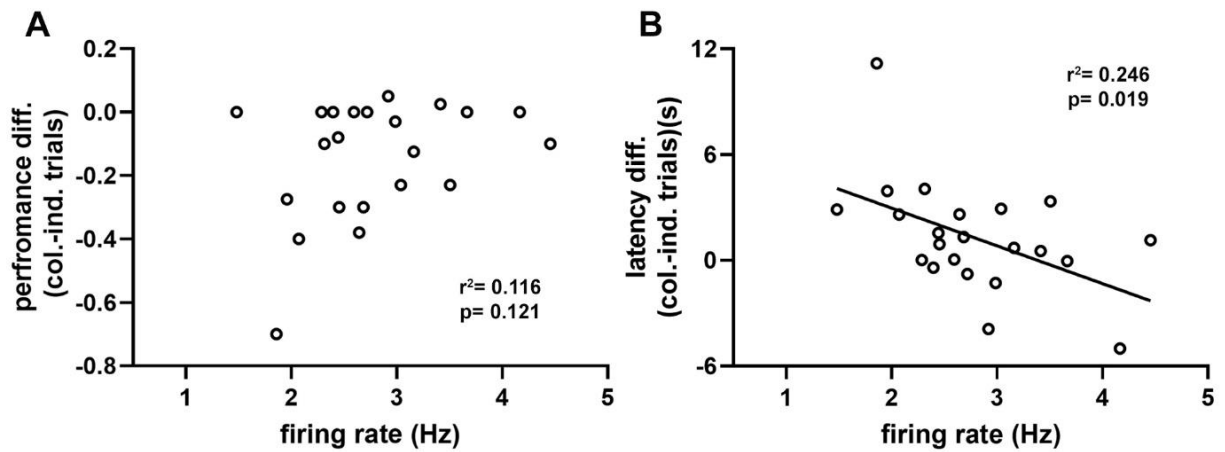 A
perfromance diff.
(col.-ind. trials)
0.2
0.0
-0.2
-0.4
-0.6
-0.8
r²= 0.116
p= 0.121
1 2 3 4 5
firing rate (Hz)
B
latency diff.
(col.-ind. trials)(s)
12
6
0
-6
r²= 0.246
p= 0.019
1 2 3 4 5
firing rate (Hz)